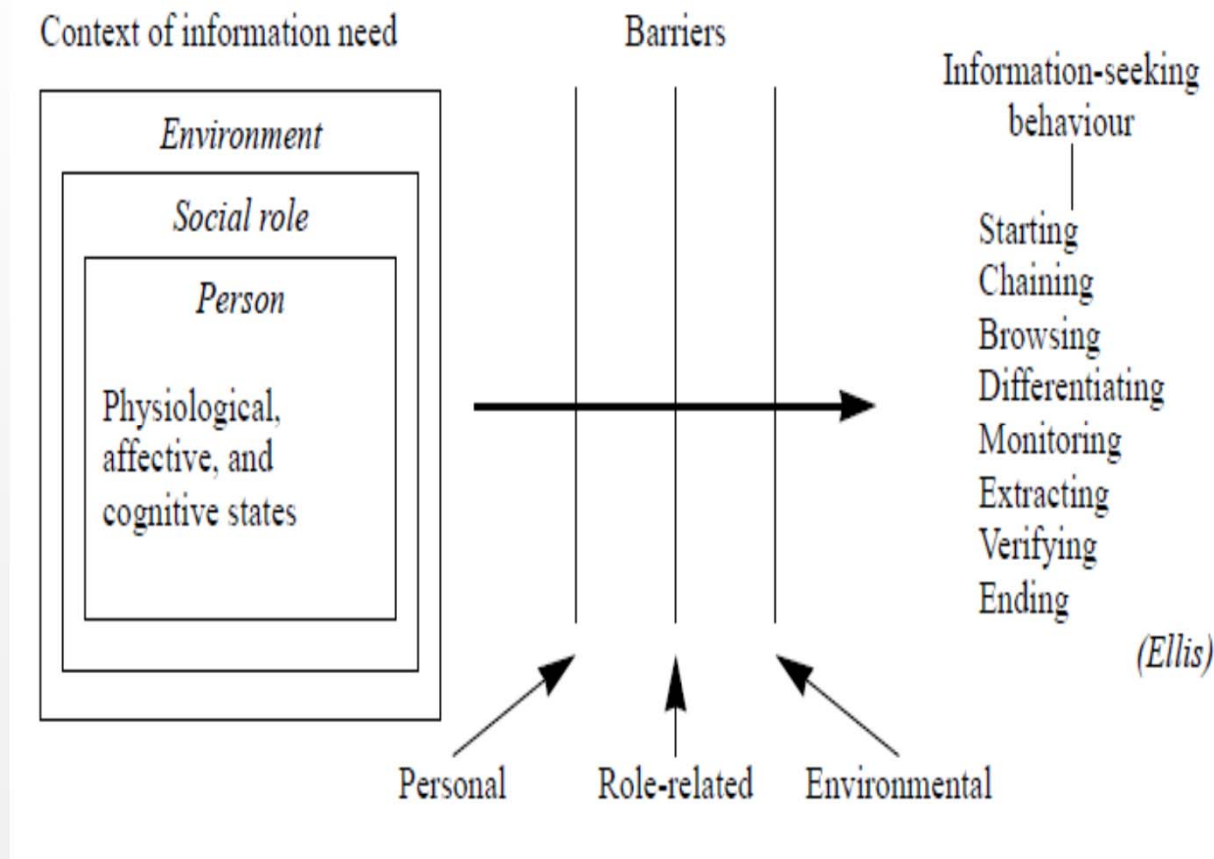 Context of information need
Barriers
Information-seeking
behaviour
Environment
Social role
Person
Physiological,
affective, and
cognitive states
Starting
Chaining
Browsing
Differentiating
Monitoring
Extracting
Verifying
Ending
(Ellis)
Personal
Role-related
Environmental